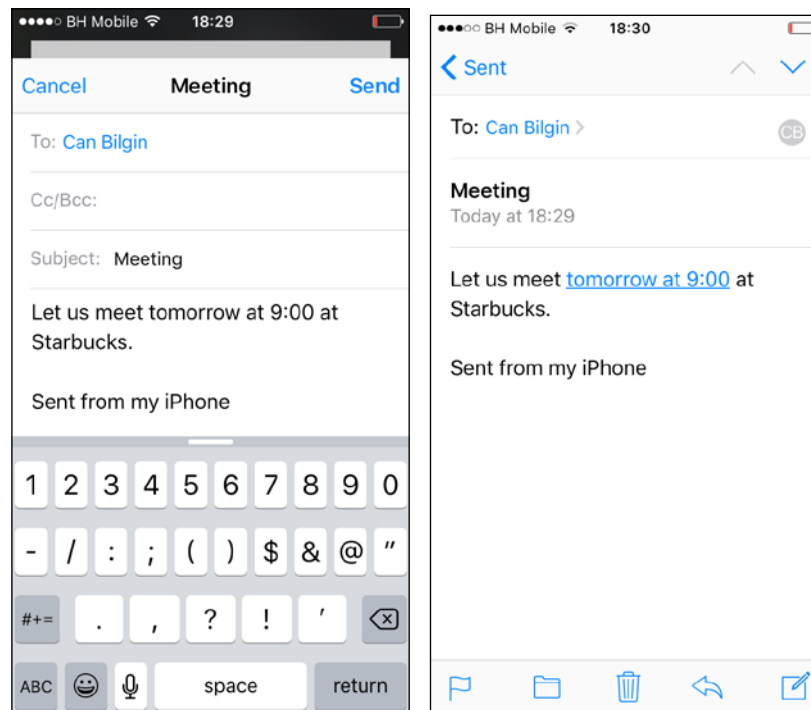 BH Mobile 18:29
Cancel Meeting Send
To: Can Bilgin
Cc/Bcc:
Subject: Meeting
Let us meet tomorrow at 9:00 at
Starbucks.
Sent from my iPhone
1 2 3 4 5 6 7 8 9 0
- / : ; ( ) $ & @ "
#+= . , ? ! '
ABC space return
BH Mobile 18:30
Sent
To: Can Bilgin
CB
Meeting
Today at 18:29
Let us meet tomorrow at 9:00 at
Starbucks.
Sent from my iPhone